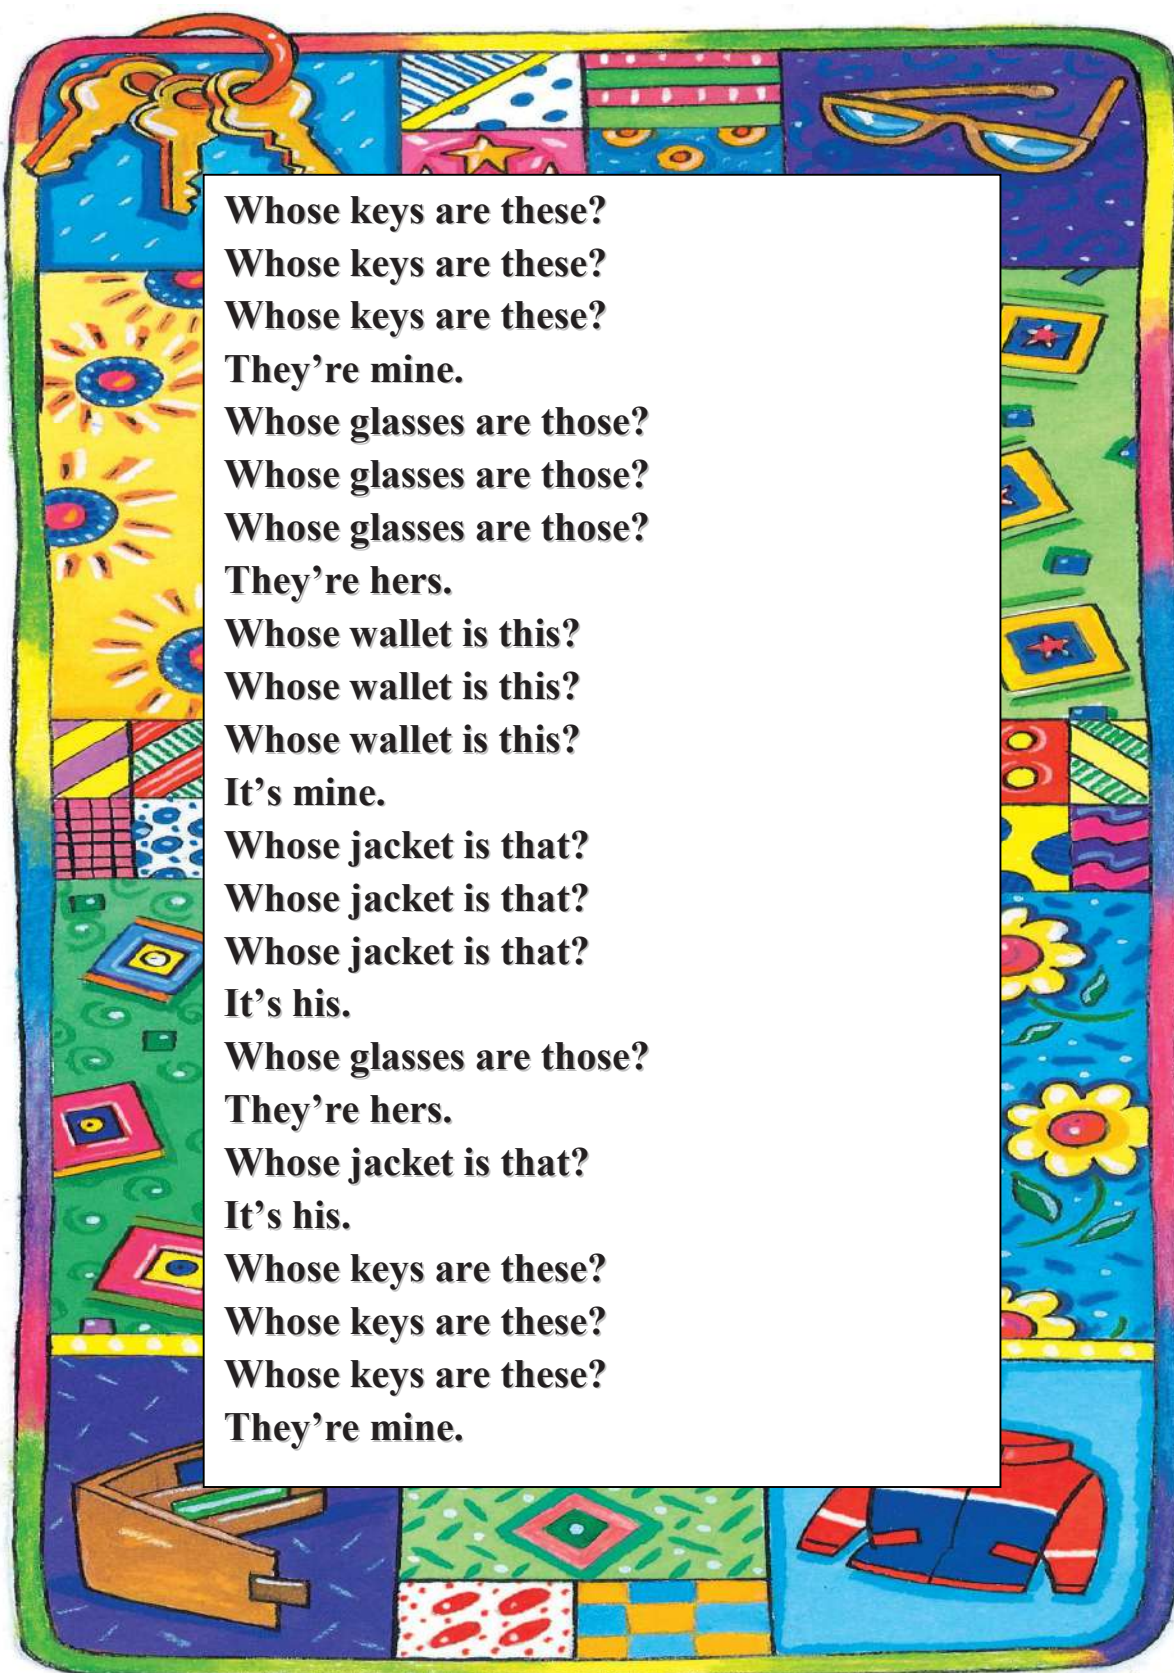 Whose keys are these?
Whose keys are these?
Whose keys are these?
They’re mine.
Whose glasses are those?
Whose glasses are those?
Whose glasses are those?
They’re hers.
Whose wallet is this?
Whose wallet is this?
Whose wallet is this?
It’s mine.
Whose jacket is that?
Whose jacket is that?
Whose jacket is that?
It’s his.
Whose glasses are those?
They’re hers.
Whose jacket is that?
It’s his.
Whose keys are these?
Whose keys are these?
Whose keys are these?
They’re mine.